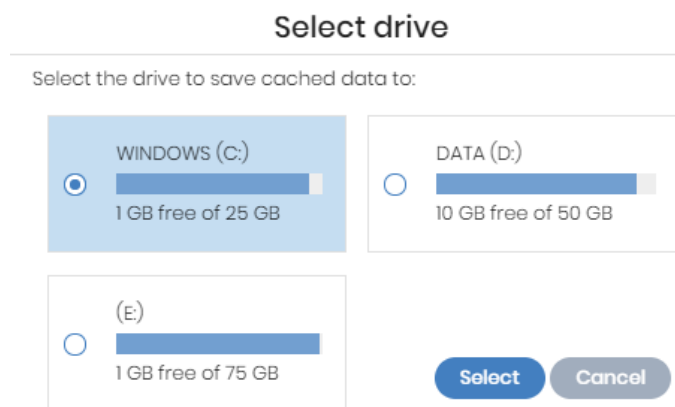 Select drive
Select the drive to save cached data to:
WINDOWS (C:)
1 GB free of 25 GB
DATA (D:)
10 GB free of 50 GB
(E:)
1 GB free of 75 GB
Select
Cancel